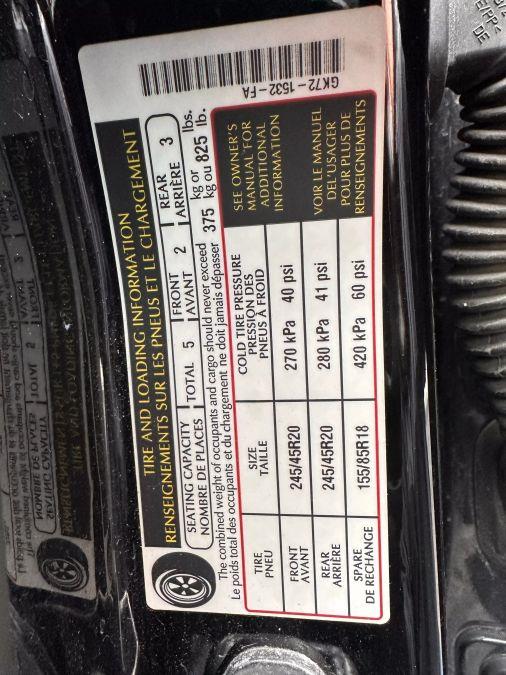 TIRE AND LOADING INFORMATION
RENSEIGNEMENTS SUR LES PNEUS ET LE CHARGEMENT
SEATING CAPACITY
NOMBRE DE PLACES
TOTAL 5
FRONT
AVANT
2
REAR
ARRIÈRE
3
The combined weight of occupants and cargo should never exceed
Le poids total des occupants et du chargement ne doit jamais dépasser
375 kg or
kg ou
825 lbs.
lb.
TIRE
PNEU
SIZE
TAILLE
COLD TIRE PRESSURE
PRESSION DES
PNEUS À FROID
SEE OWNER'S
MANUAL FOR
ADDITIONAL
INFORMATION
FRONT
AVANT
245/45R20
270 kPa 40 psi
REAR
ARRIÈRE
245/45R20
280 kPa 41 psi
VOIR LE MANUEL
DE L'USAGER
POUR PLUS DE
RENSEIGNEMENTS
SPARE
DE RECHANGE
155/85R18
420 kPa 60 psi
GK72-1532-FA